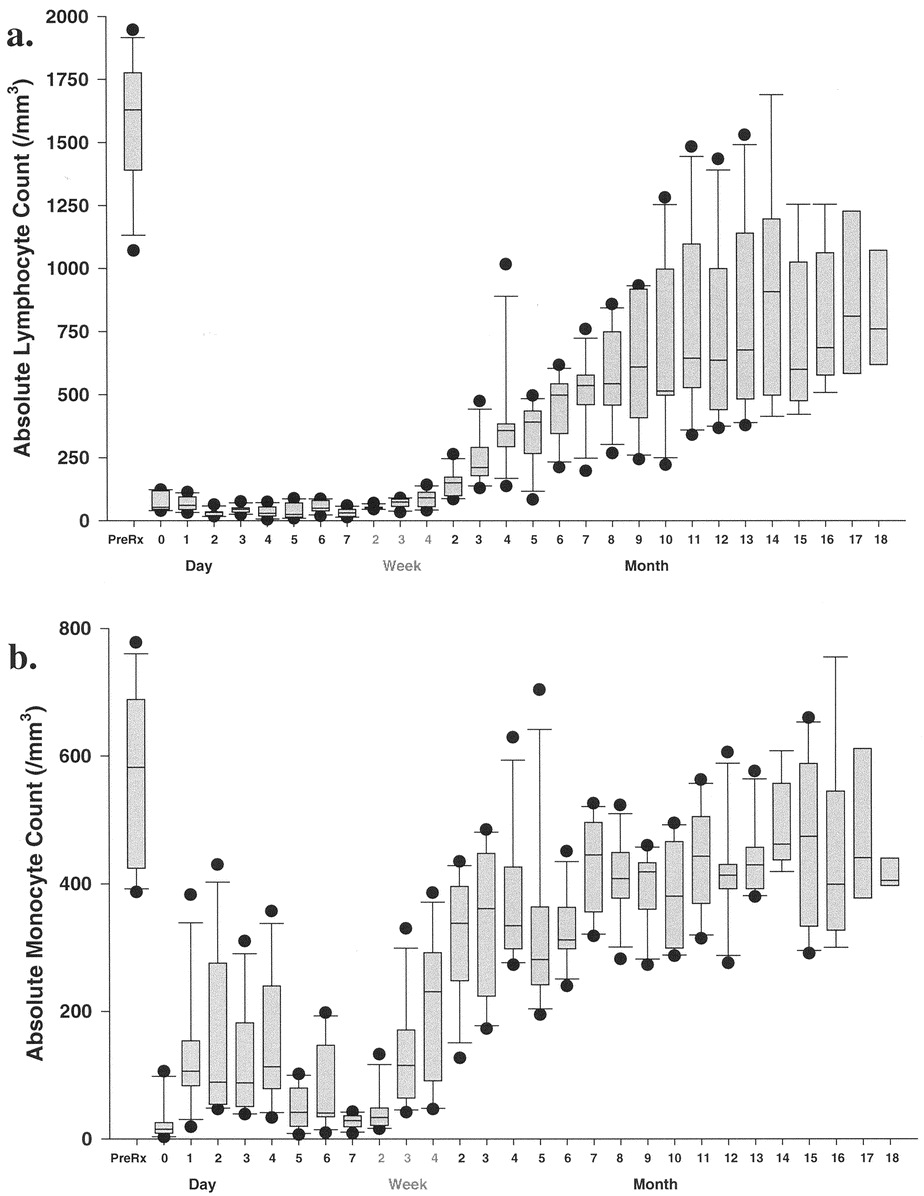 a.
Absolute Lymphocyte Count (/mm³)
2000
1750
1500
1250
1000
750
500
250
0
PreRx 0 1 2 3 4 5 6 7 2 3 4 2 3 4 5 6 7 8 9 10 11 12 13 14 15 16 17 18
Day Week Month
b.
Absolute Monocyte Count (/mm³)
800
600
400
200
0
PreRx 0 1 2 3 4 5 6 7 2 3 4 2 3 4 5 6 7 8 9 10 11 12 13 14 15 16 17 18
Day Week Month